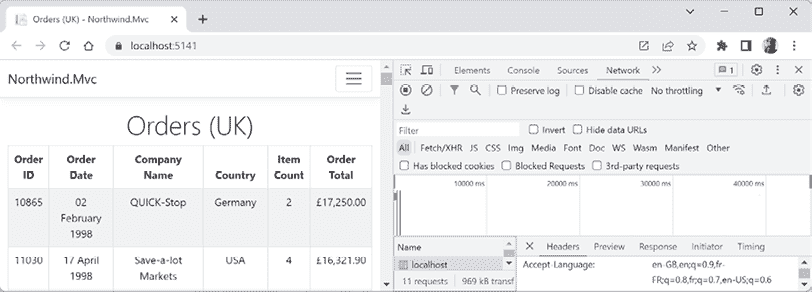 Orders (UK) - Northwind.Mvc
localhost:5141
Northwind.Mvc
Orders (UK)
Order ID Order Date Company Name Country Item Count Order Total
10865 02 February 1998 QUICK-Stop Germany 2 £17,250.00
11030 17 April 1998 Save-a-lot Markets USA 4 £16,321.90
Elements Console Sources Network
1
Preserve log Disable cache No throttling
Filter
Invert Hide data URLs
All Fetch/XHR JS CSS Img Media Font Doc WS Wasm Manifest Other
Has blocked cookies Blocked Requests 3rd-party requests
10000 ms 20000 ms 30000 ms 40000 ms
Name
localhost
11 requests 969 kB transf
Headers Preview Response Initiator Timing
Accept-Language: en-GB,en;q=0.9,fr-
FR;q=0.8,fr;q=0.7,en-US;q=0.6